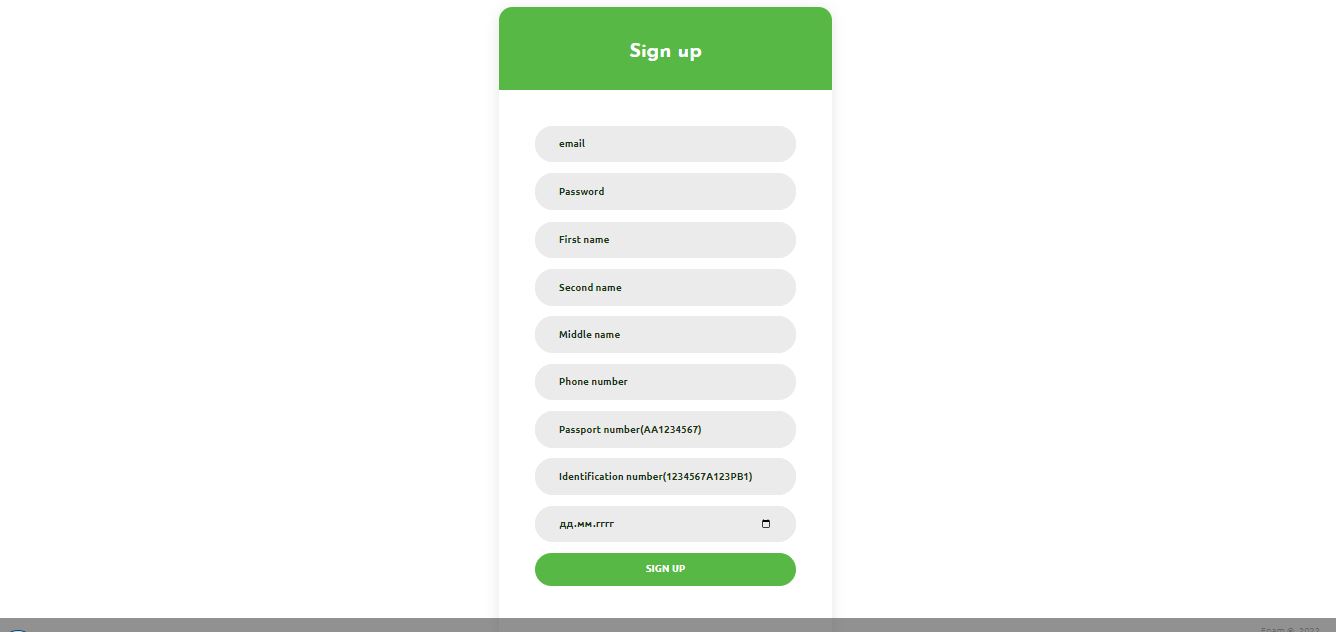 Sign up
email
Password
First name
Second name
Middle name
Phone number
Passport number(AA1234567)
Identification number(1234567A123PB1)
дд.мм.гггг
SIGN UP